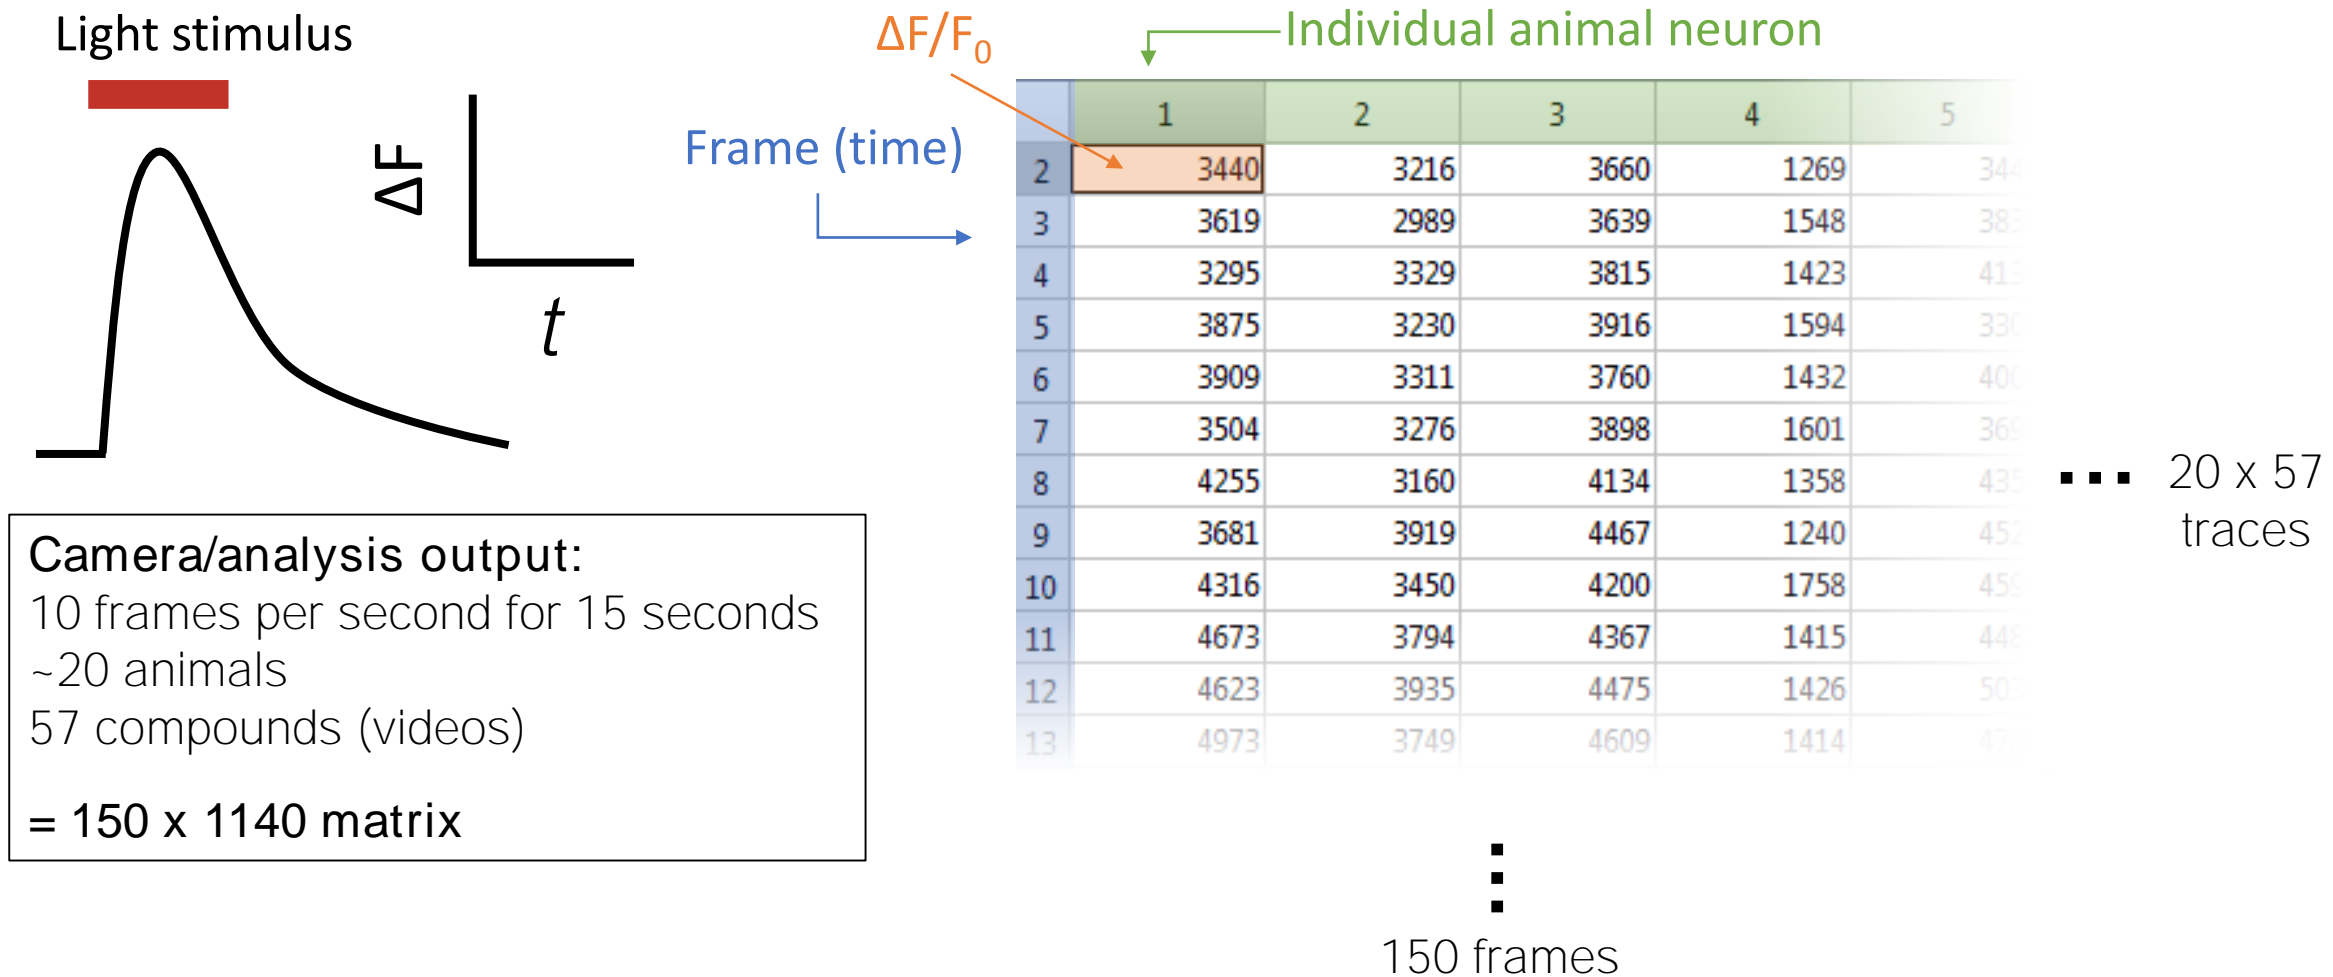 Light stimulus
ΔF
t
Camera/analysis output:
10 frames per second for 15 seconds
~20 animals
57 compounds (videos)
= 150 x 1140 matrix
ΔF/F0
Individual animal neuron
Frame (time)
1 2 3 4 5
2 3440 3216 3660 1269
3 3619 2989 3639 1548
4 3295 3329 3815 1423
5 3875 3230 3916 1594
6 3909 3311 3760 1432
7 3504 3276 3898 1601
8 4255 3160 4134 1358
9 3681 3919 4467 1240
10 4316 3450 4200 1758
11 4673 3794 4367 1415
12 4623 3935 4475 1426
13 4973 3749 4609 1414
... 20 x 57
traces
150 frames